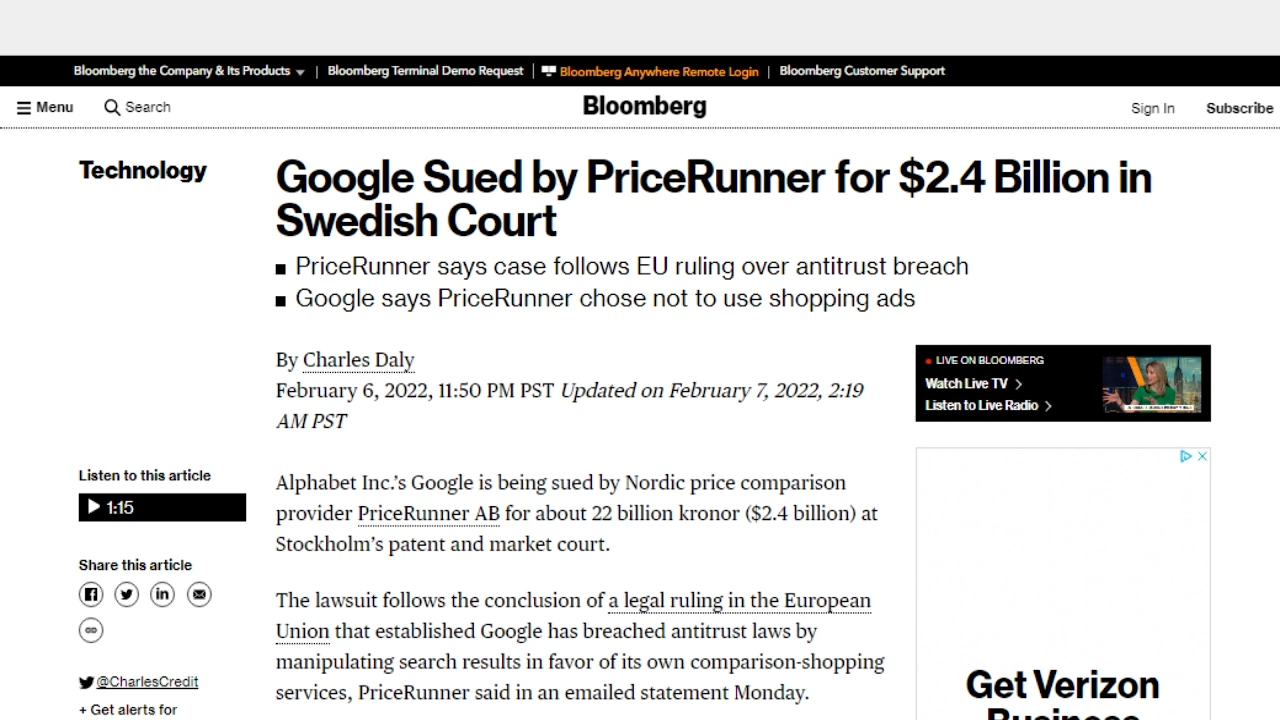 Bloomberg the Company & Its Products | Bloomberg Terminal Demo Request | Bloomberg Anywhere Remote Login | Bloomberg Customer Support
Menu Search Bloomberg Sign In Subscribe
Technology
Google Sued by PriceRunner for $2.4 Billion in
Swedish Court
PriceRunner says case follows EU ruling over antitrust breach
Google says PriceRunner chose not to use shopping ads
By Charles Daly
February 6, 2022, 11:50 PM PST Updated on February 7, 2022, 2:19
AM PST
LIVE ON BLOOMBERG
Watch Live TV
Listen to Live Radio
Listen to this article
1:15
Share this article
@CharlesCredit
+ Get alerts for
Alphabet Inc.’s Google is being sued by Nordic price comparison
provider PriceRunner AB for about 22 billion kronor ($2.4 billion) at
Stockholm’s patent and market court.
The lawsuit follows the conclusion of a legal ruling in the European
Union that established Google has breached antitrust laws by
manipulating search results in favor of its own comparison-shopping
services, PriceRunner said in an emailed statement Monday.
Get Verizon
Business